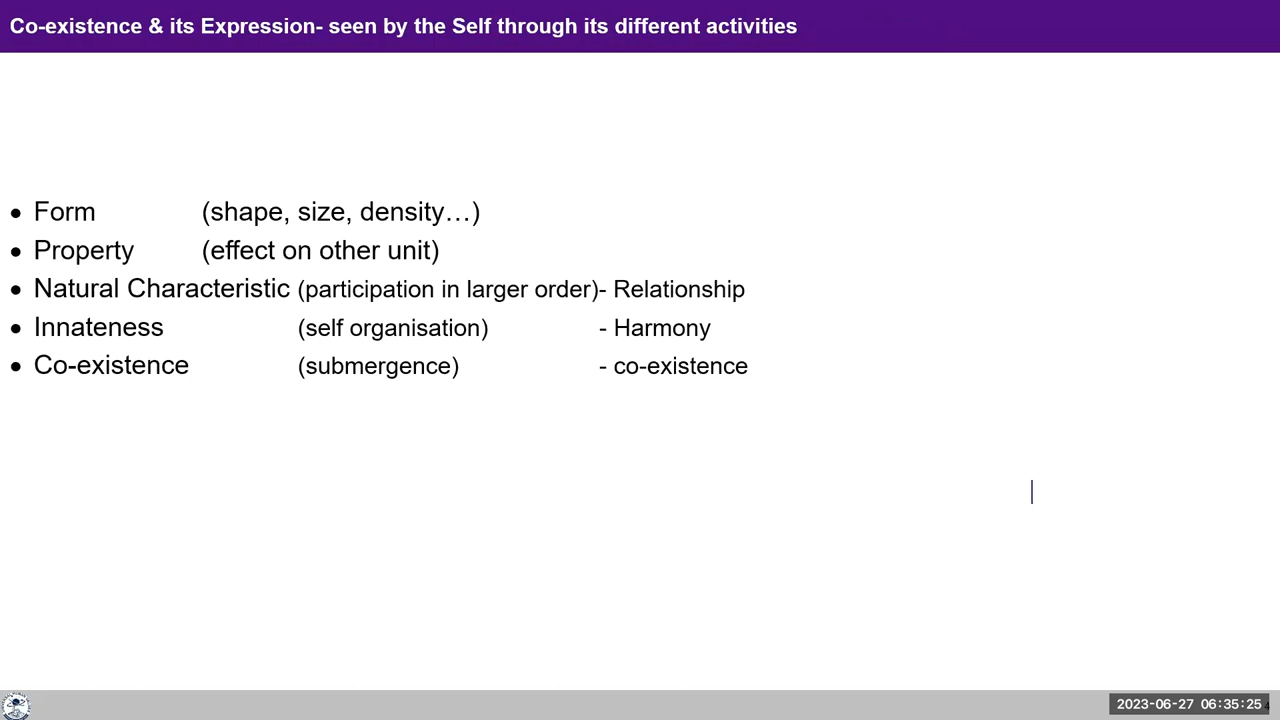 Co-existence & its Expression- seen by the Self through its different activities
• Form (shape, size, density…)
• Property (effect on other unit)
• Natural Characteristic (participation in larger order)- Relationship
• Innateness (self organisation) - Harmony
• Co-existence (submergence) - co-existence
2023-06-27 06:35:25